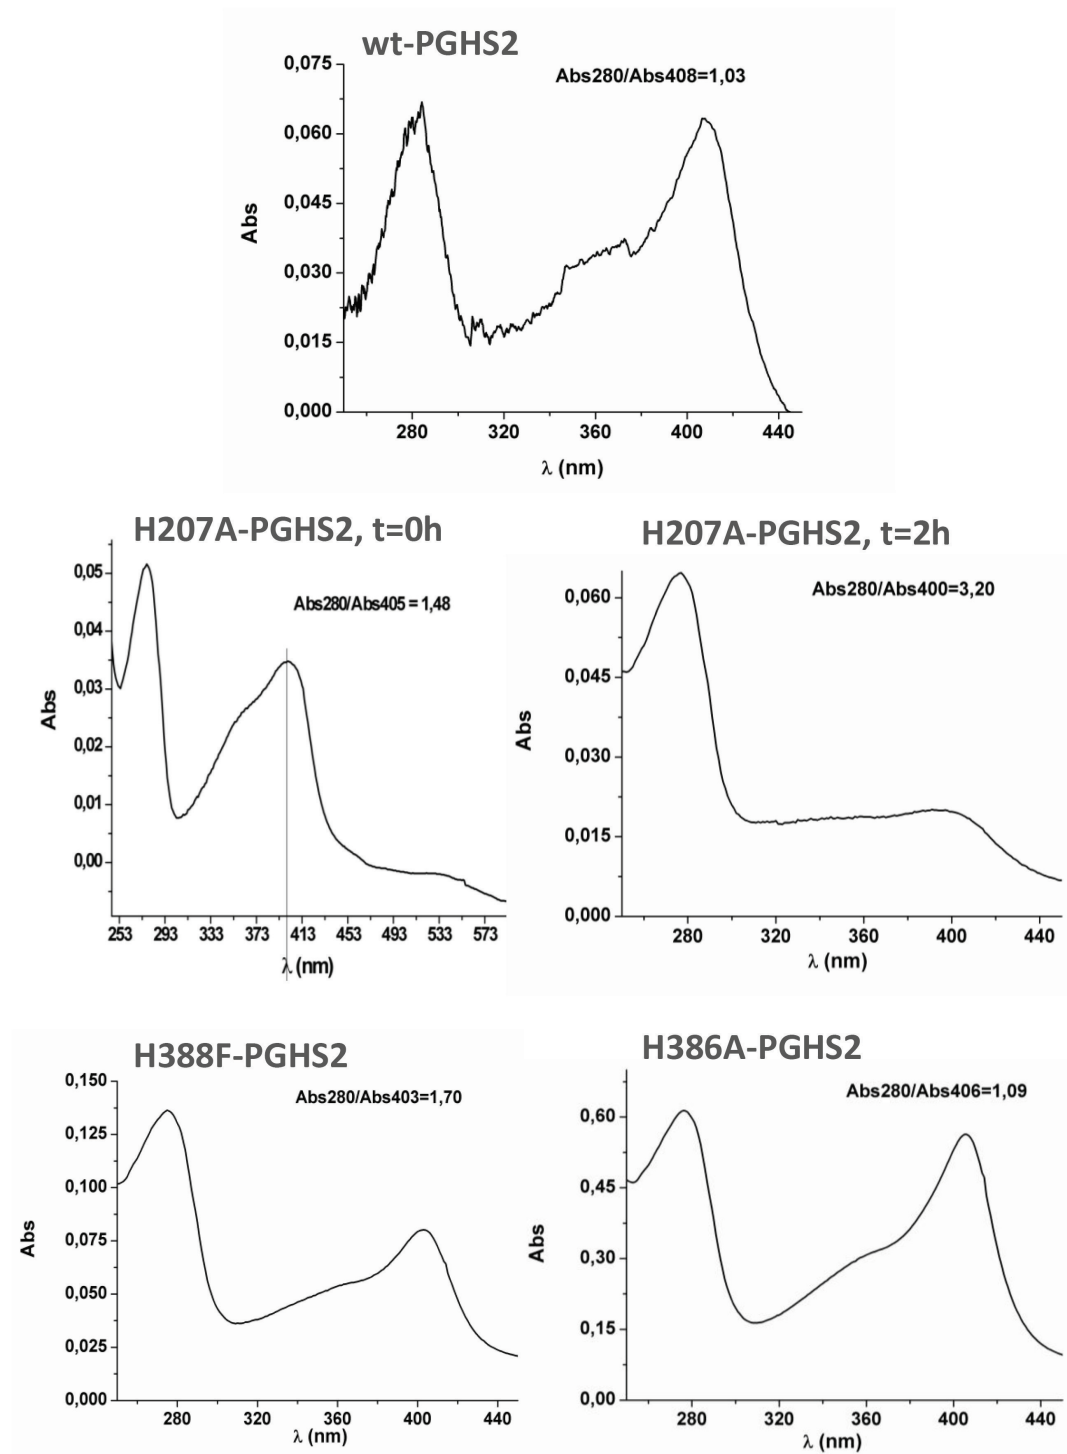 wt-PGHS2
Abs280/Abs408=1,03
0,075
0,060
0,045
0,030
0,015
0,000
Abs
280 320 360 400 440
λ (nm)
H207A-PGHS2, t=0h
Abs280/Abs405 = 1,48
0,05
0,04
0,03
0,02
0,01
0,00
Abs
253 293 333 373 413 453 493 533 573
λ (nm)
H207A-PGHS2, t=2h
Abs280/Abs400=3,20
0,060
0,045
0,030
0,015
0,000
Abs
280 320 360 400 440
λ (nm)
H388F-PGHS2
Abs280/Abs403=1,70
0,150
0,125
0,100
0,075
0,050
0,025
0,000
Abs
280 320 360 400 440
λ (nm)
H386A-PGHS2
Abs280/Abs406=1,09
0,60
0,45
0,30
0,15
0,00
Abs
280 320 360 400 440
λ (nm)